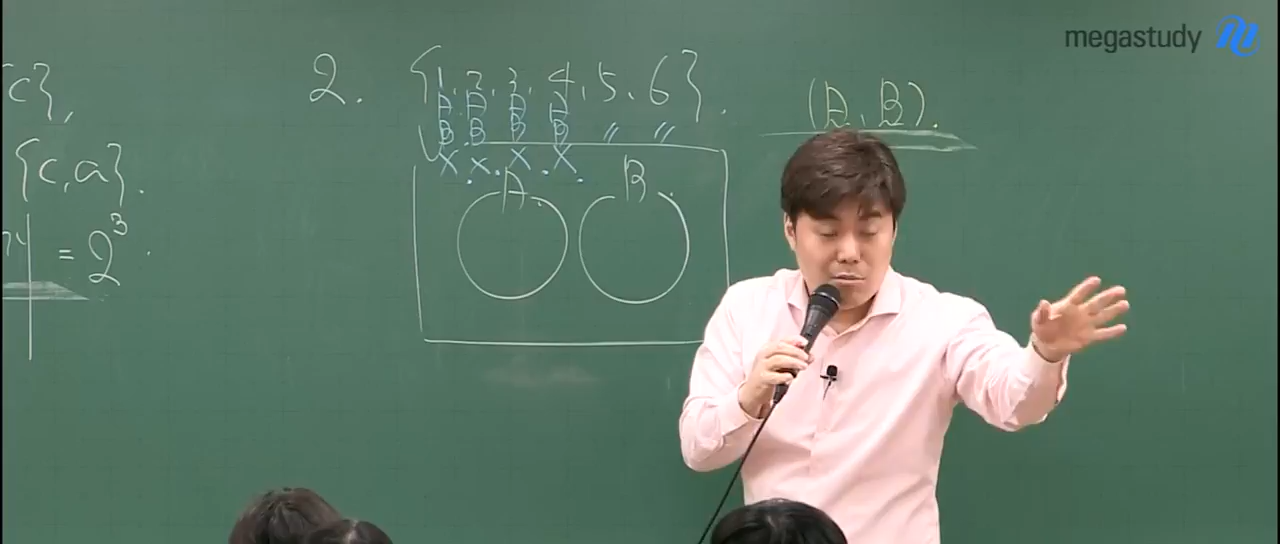 megastudy
{c},
{c, a}.
= 2³.
2. {1, 2, 3, 4, 5, 6}.
A A A A
B B B B 〃 〃
X. X. X. X.
A B
(A, B).